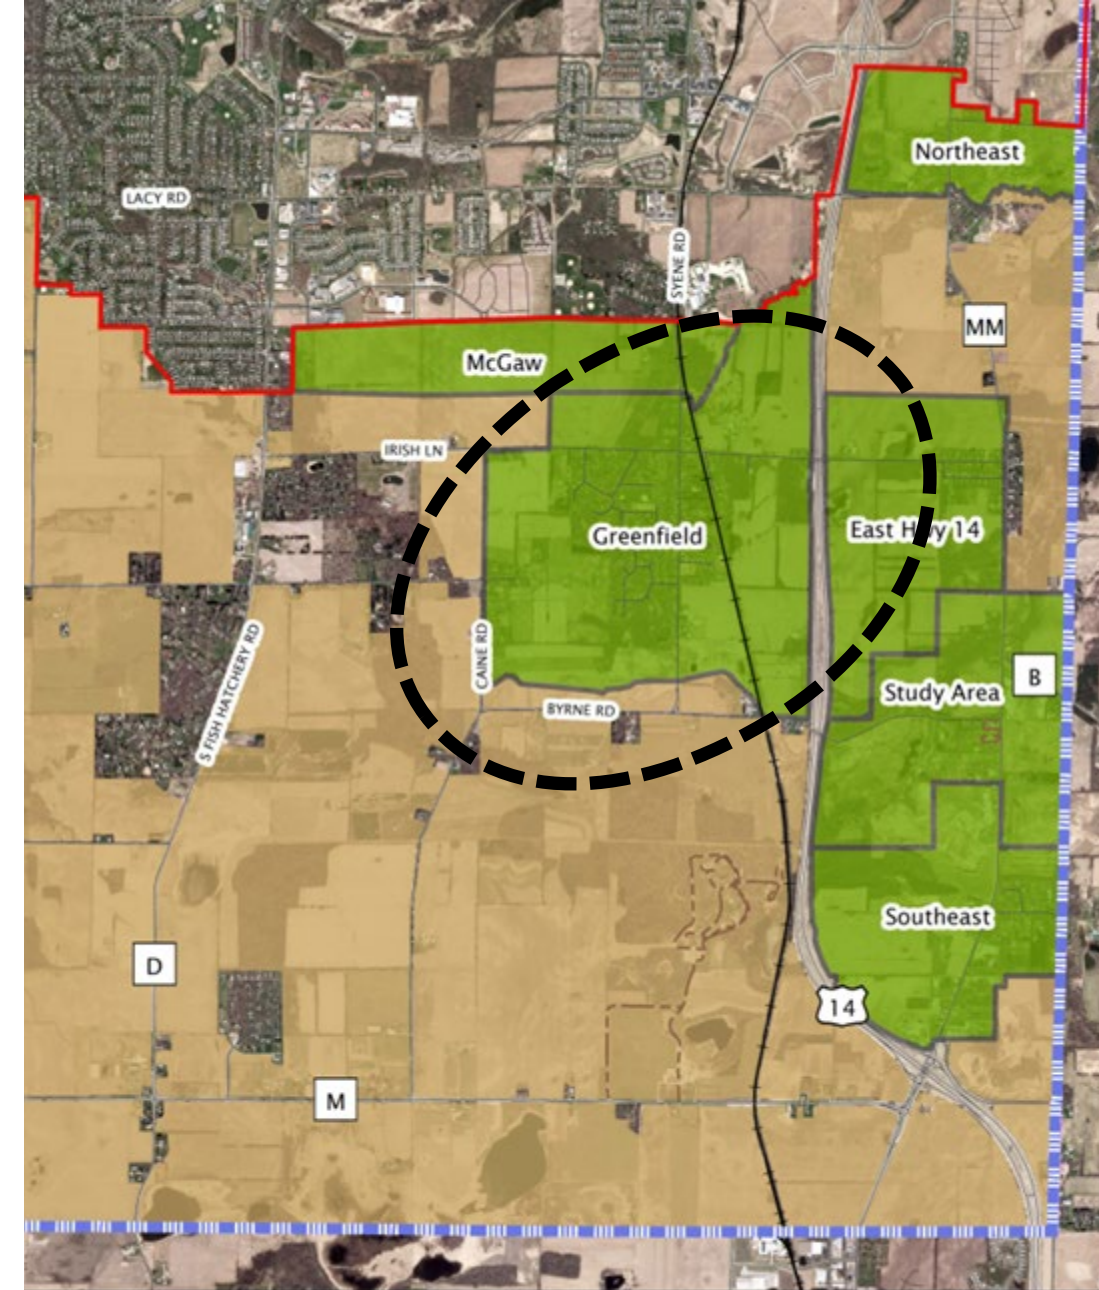 Northeast
LACY RD
SYENE RD
MM
McGaw
IRISH LN
Greenfield
East Hwy 14
CAINE RD
S FISH HATCHERY RD
B
Study Area
BYRNE RD
Southeast
D
14
M